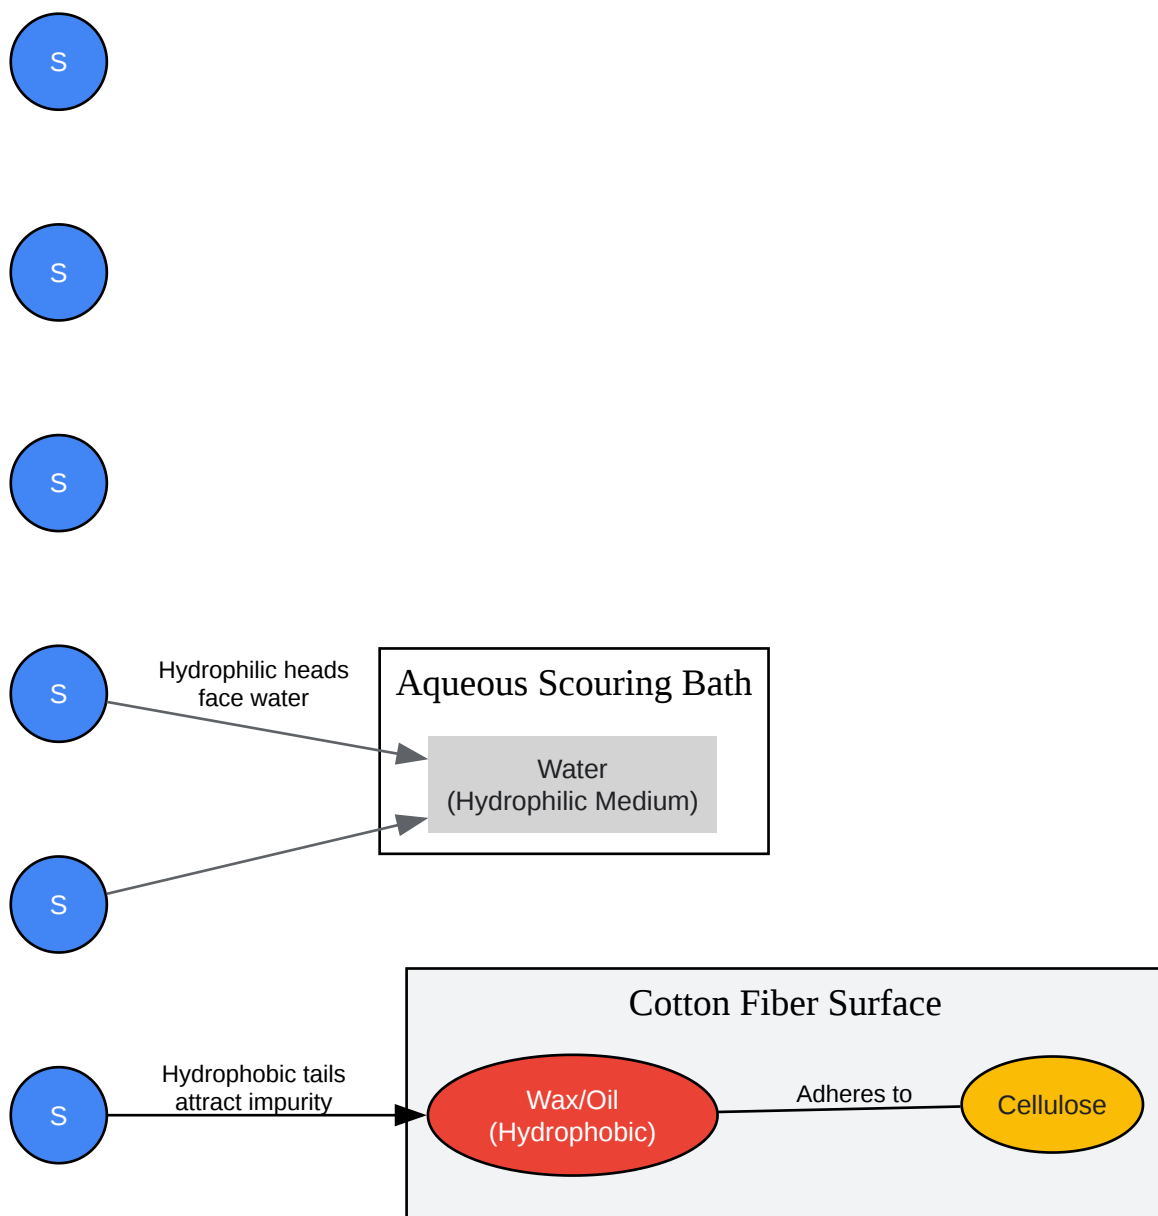 S
S
S
S
Hydrophilic heads
face water
Aqueous Scouring Bath
Water
(Hydrophilic Medium)
S
Cotton Fiber Surface
S
Hydrophobic tails
attract impurity
Wax/Oil
(Hydrophobic)
Adheres to
Cellulose